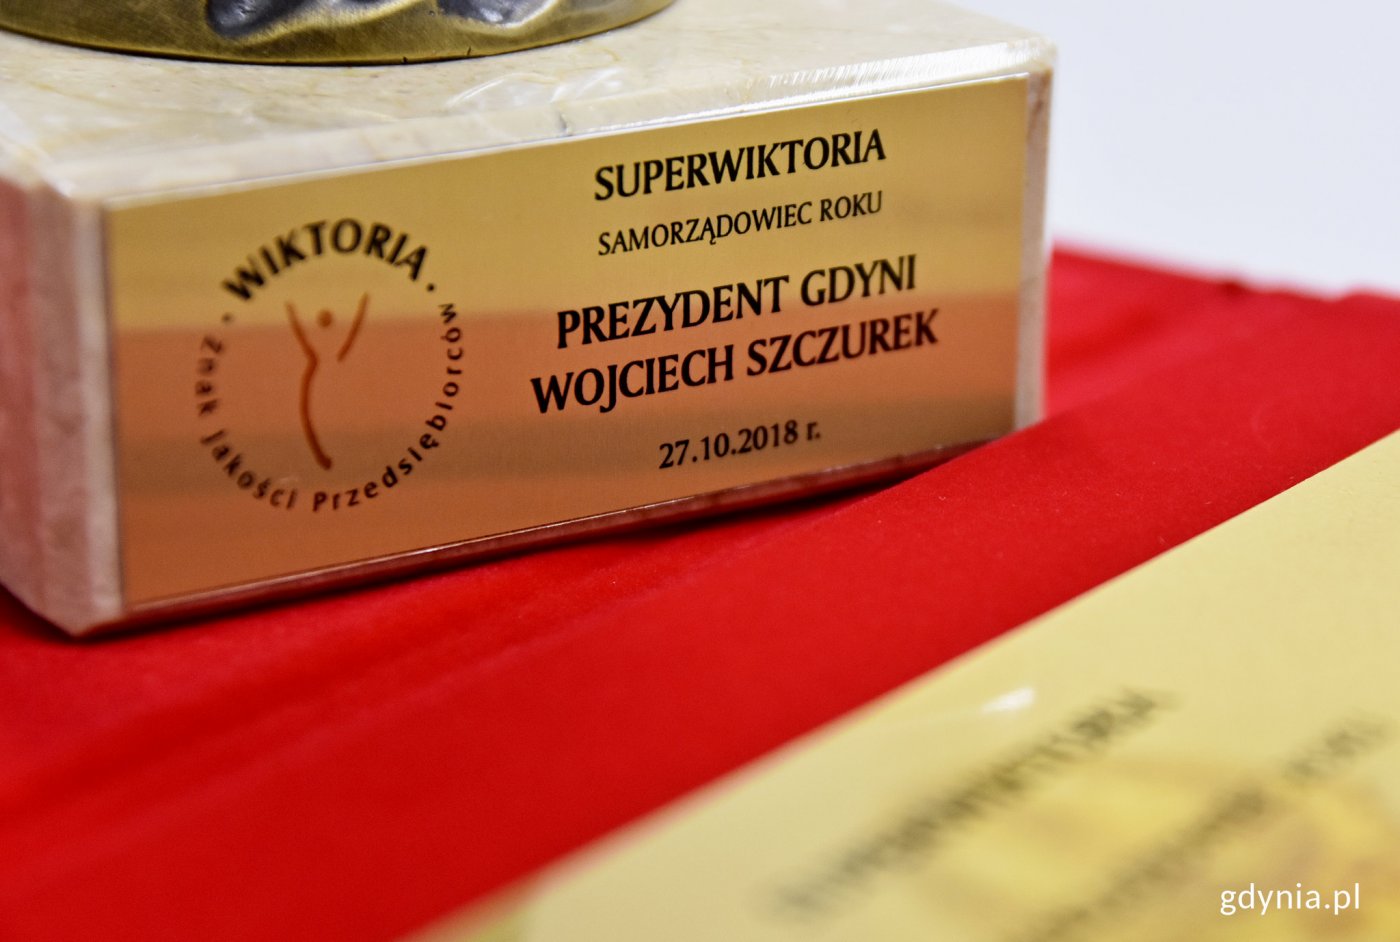 WIKTORIA
Znak Jakości Przedsiębiorców
SUPERWIKTORIA
SAMORZĄDOWIEC ROKU
PREZYDENT GDYNI
WOJCIECH SZCZUREK
27.10.2018 r.
gdynia.pl